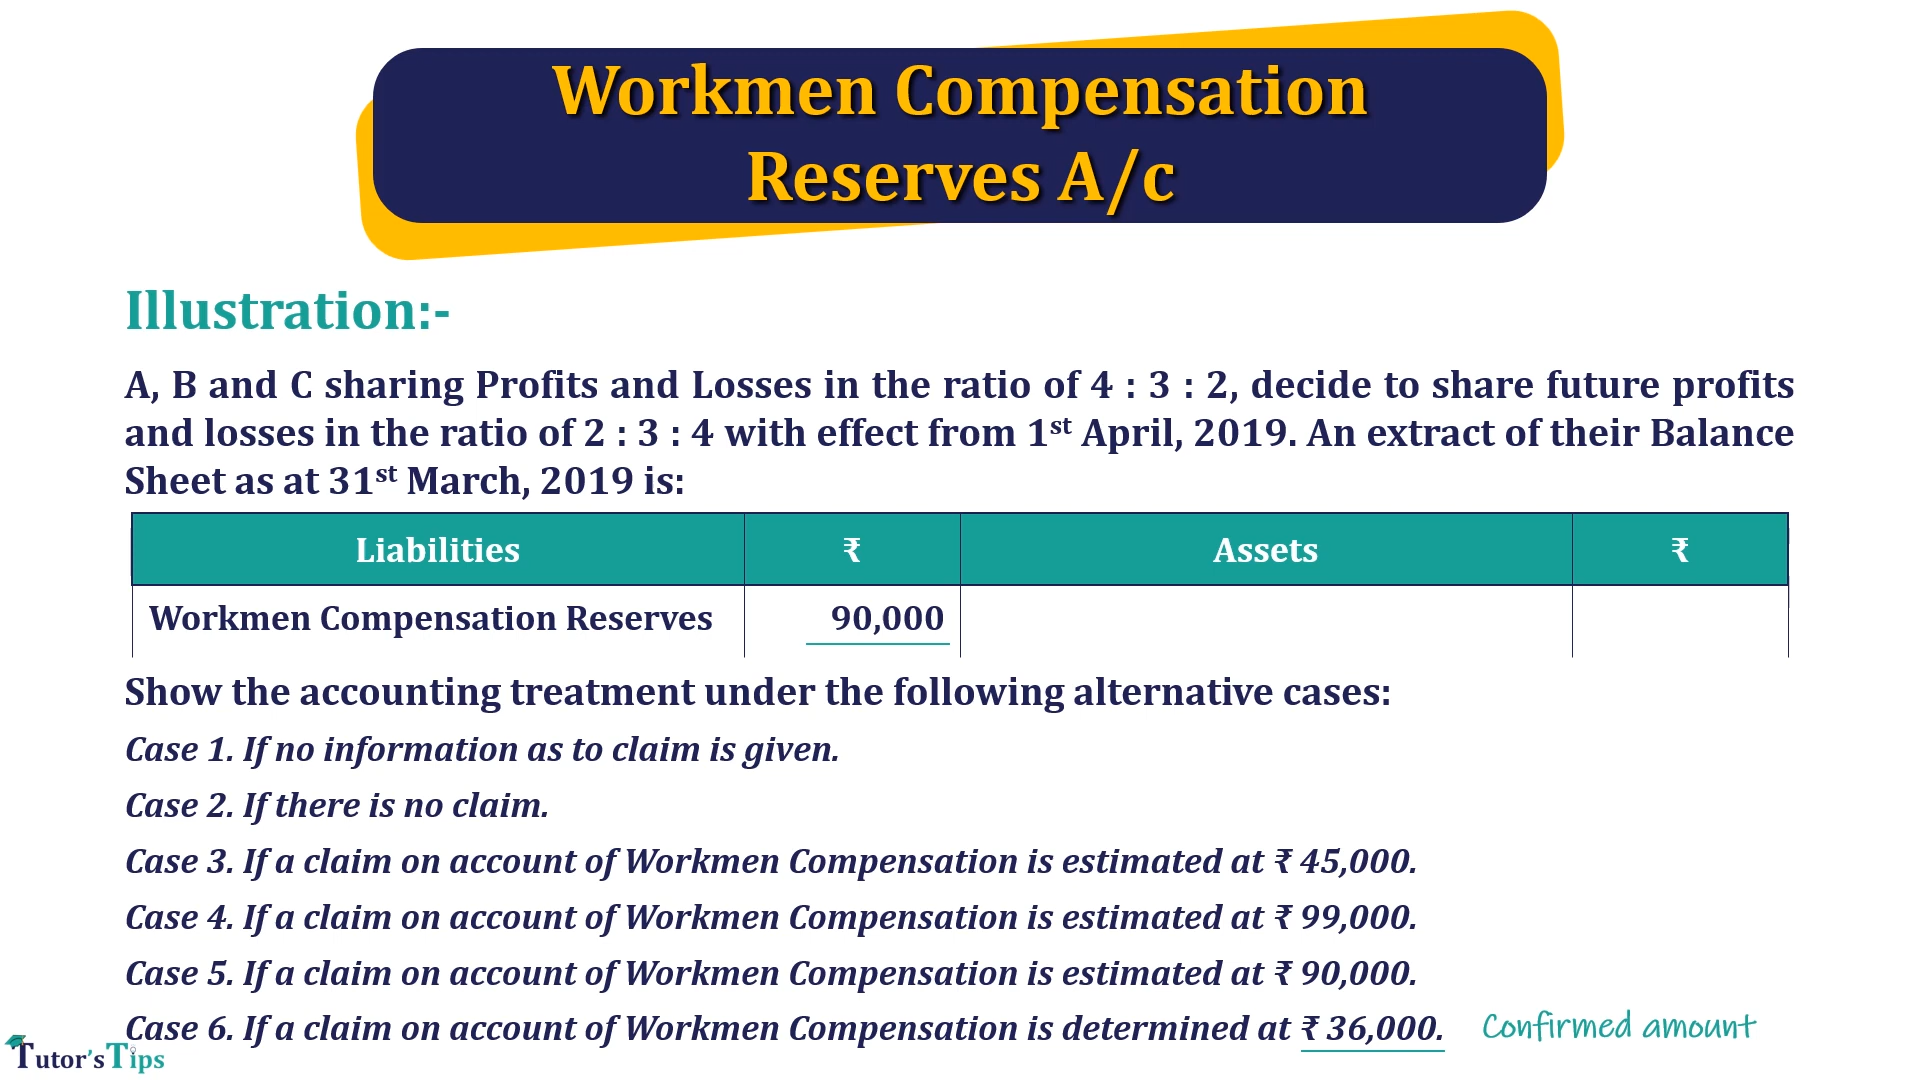 Workmen Compensation
Reserves A/c
Illustration:-
A, B and C sharing Profits and Losses in the ratio of 4 : 3 : 2, decide to share future profits
and losses in the ratio of 2 : 3 : 4 with effect from 1st April, 2019. An extract of their Balance
Sheet as at 31st March, 2019 is:
Liabilities ₹ Assets ₹
Workmen Compensation Reserves 90,000
Show the accounting treatment under the following alternative cases:
Case 1. If no information as to claim is given.
Case 2. If there is no claim.
Case 3. If a claim on account of Workmen Compensation is estimated at ₹ 45,000.
Case 4. If a claim on account of Workmen Compensation is estimated at ₹ 99,000.
Case 5. If a claim on account of Workmen Compensation is estimated at ₹ 90,000.
Case 6. If a claim on account of Workmen Compensation is determined at ₹ 36,000. Confirmed amount
Tutor'sTips